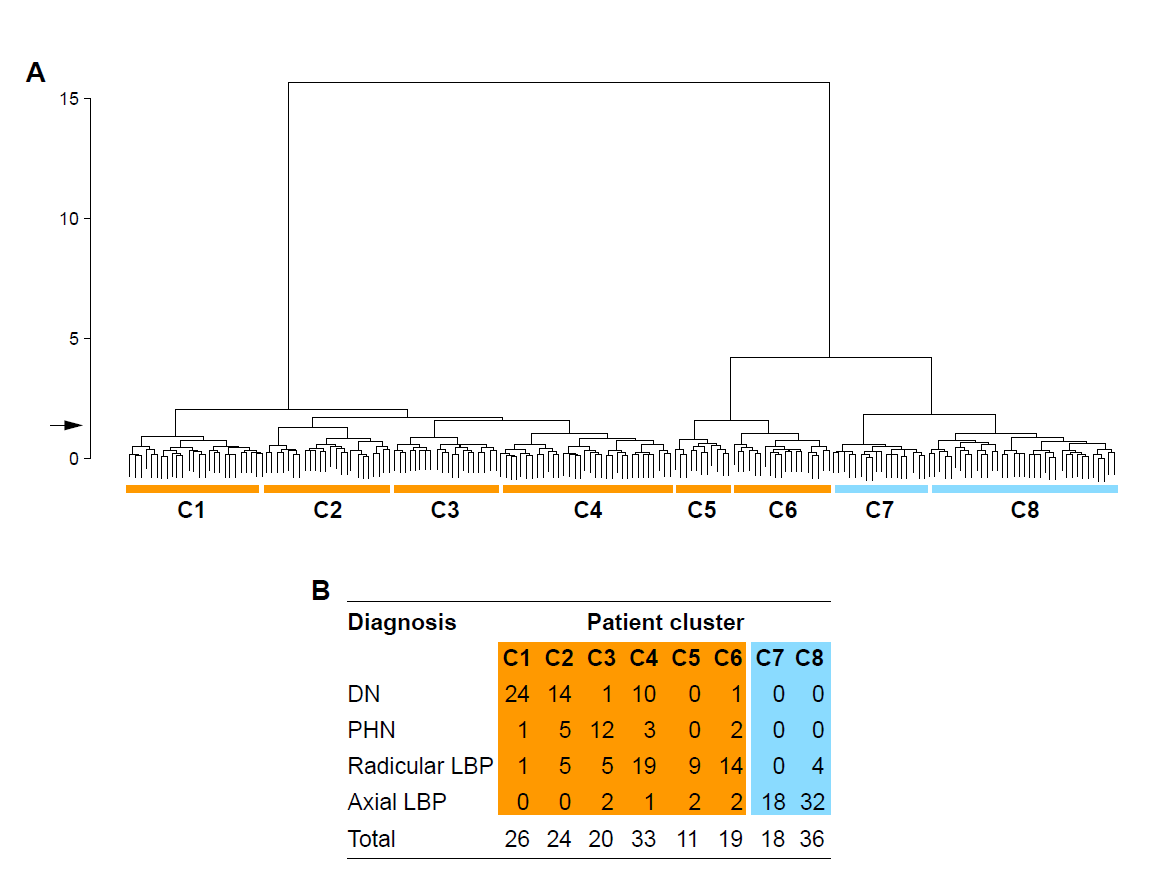 A
15
10
5
0
C1 C2 C3 C4 C5 C6 C7 C8
B
Diagnosis Patient cluster
C1 C2 C3 C4 C5 C6 C7 C8
DN 24 14 1 10 0 1 0 0
PHN 1 5 12 3 0 2 0 0
Radicular LBP 1 5 5 19 9 14 0 4
Axial LBP 0 0 2 1 2 2 18 32
Total 26 24 20 33 11 19 18 36